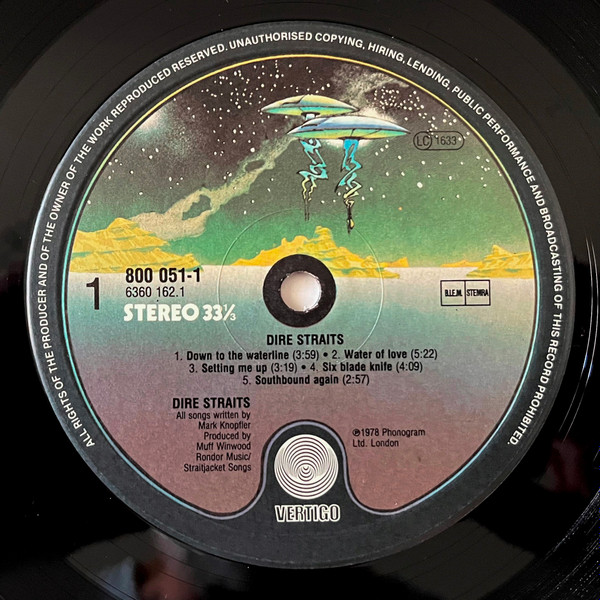 ALL RIGHTS OF THE PRODUCER AND OF THE OWNER OF THE WORK REPRODUCED RESERVED. UNAUTHORISED COPYING, HIRING, LENDING, PUBLIC PERFORMANCE AND BROADCASTING OF THIS RECORD PROHIBITED.
LC 1633
1
800 051-1
6360 162.1
STEREO 33⅓
B.I.E.M. STEMRA
DIRE STRAITS
1. Down to the waterline (3:59) • 2. Water of love (5:22)
3. Setting me up (3:19) • 4. Six blade knife (4:09)
5. Southbound again (2:57)
DIRE STRAITS
All songs written by
Mark Knopfler
Produced by
Muff Winwood
Rondor Music/
Straitjacket Songs
℗1978 Phonogram
Ltd. London
VERTIGO